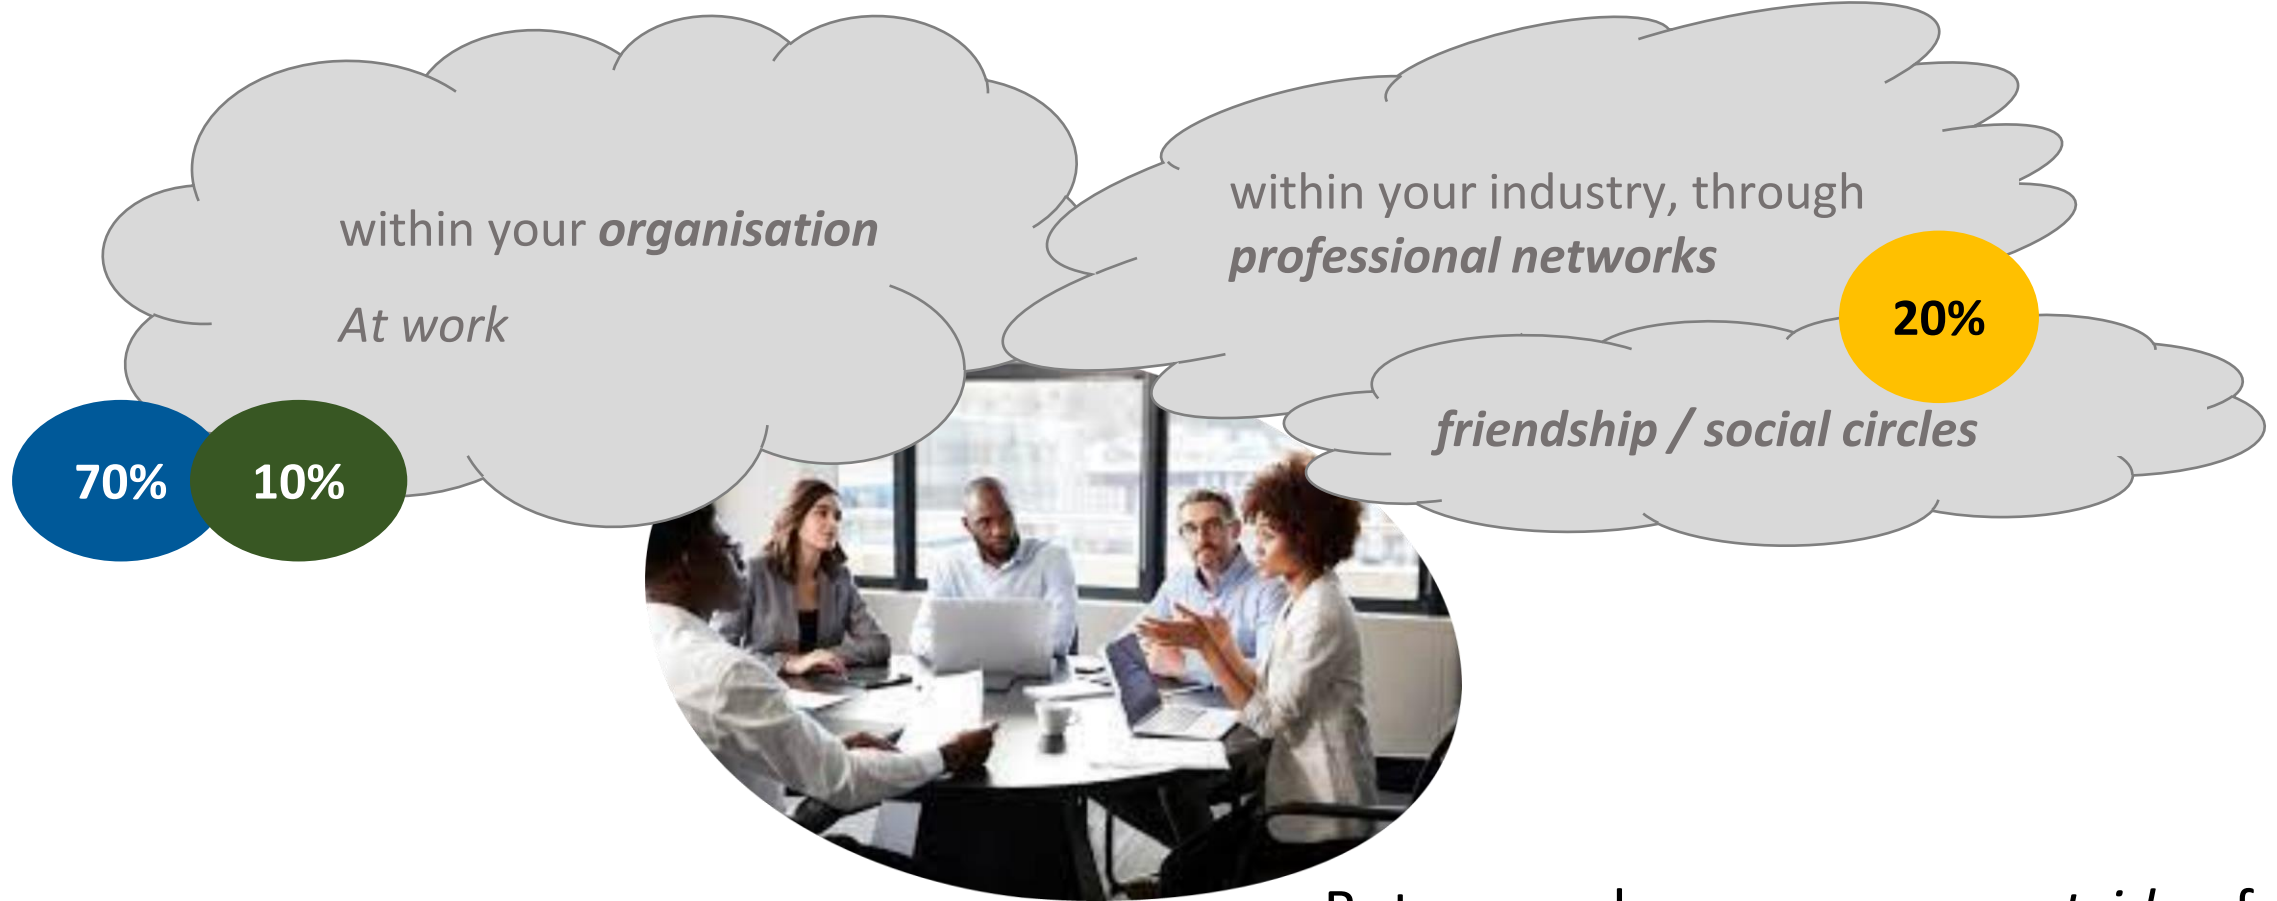 within your organisation
At work
70%
10%
within your industry, through
professional networks
20%
friendship / social circles